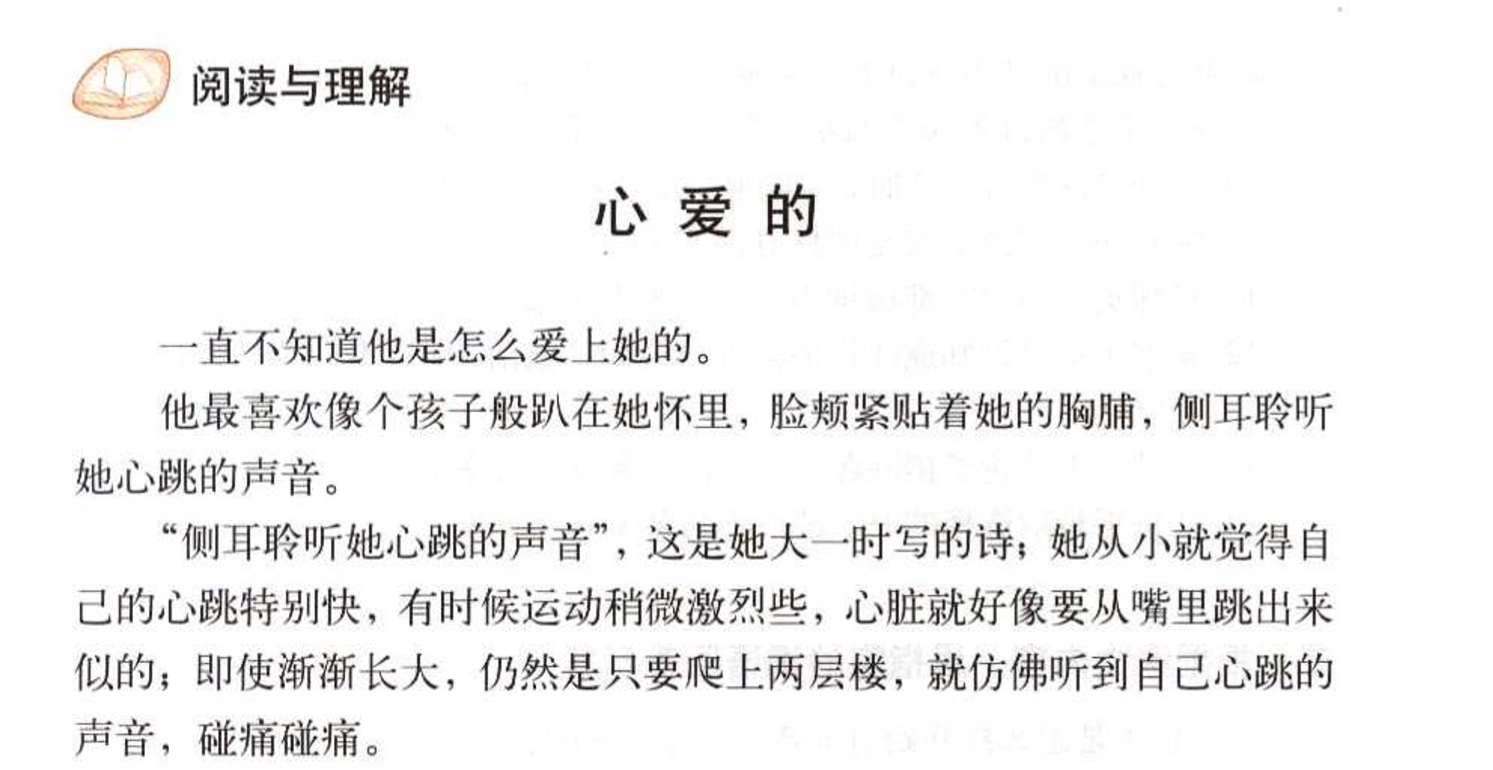 阅读与理解
心爱的
一直不知道他是怎么爱上她的。
他最喜欢像个孩子般趴在她怀里，脸颊紧贴着她的胸脯，侧耳聆听
她心跳的声音。
“侧耳聆听她心跳的声音”，这是她大一时写的诗；她从小就觉得自
己的心跳特别快，有时候运动稍微激烈些，心脏就好像要从嘴里跳出来
似的；即使渐渐长大，仍然是只要爬上两层楼，就仿佛听到自己心跳的
声音，碰痛碰痛。